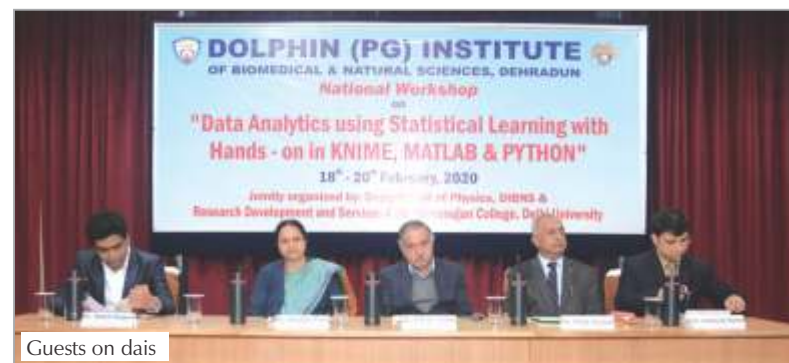 DOLPHIN (PG) INSTITUTE
OF BIOMEDICAL & NATURAL SCIENCES, DEHRADUN
National Workshop
on
"Data Analytics using Statistical Learning with
Hands - on in KNIME, MATLAB & PYTHON"
18th - 20th February, 2020
Jointly organized by Department of Physics, DIBNS &
Research Development and Services College, Delhi University
Guests on dais